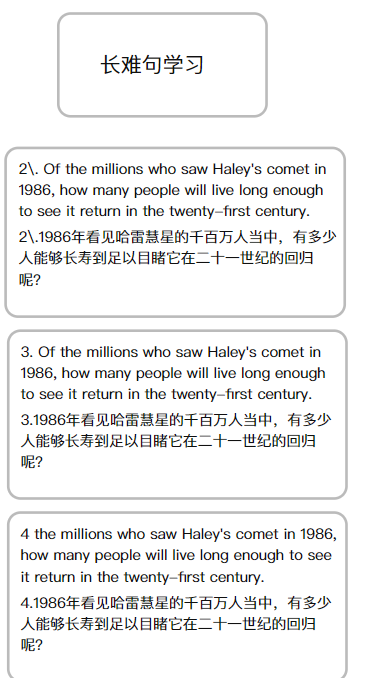 长难句学习
2\. Of the millions who saw Haley's comet in
1986, how many people will live long enough
to see it return in the twenty-first century.
2\.1986年看见哈雷慧星的千百万人当中，有多少
人能够长寿到足以目睹它在二十一世纪的回归
呢?
3. Of the millions who saw Haley's comet in
1986, how many people will live long enough
to see it return in the twenty-first century.
3.1986年看见哈雷慧星的千百万人当中，有多少
人能够长寿到足以目睹它在二十一世纪的回归
呢?
4 the millions who saw Haley's comet in 1986,
how many people will live long enough to see
it return in the twenty-first century.
4.1986年看见哈雷慧星的千百万人当中，有多少
人能够长寿到足以目睹它在二十一世纪的回归
呢?